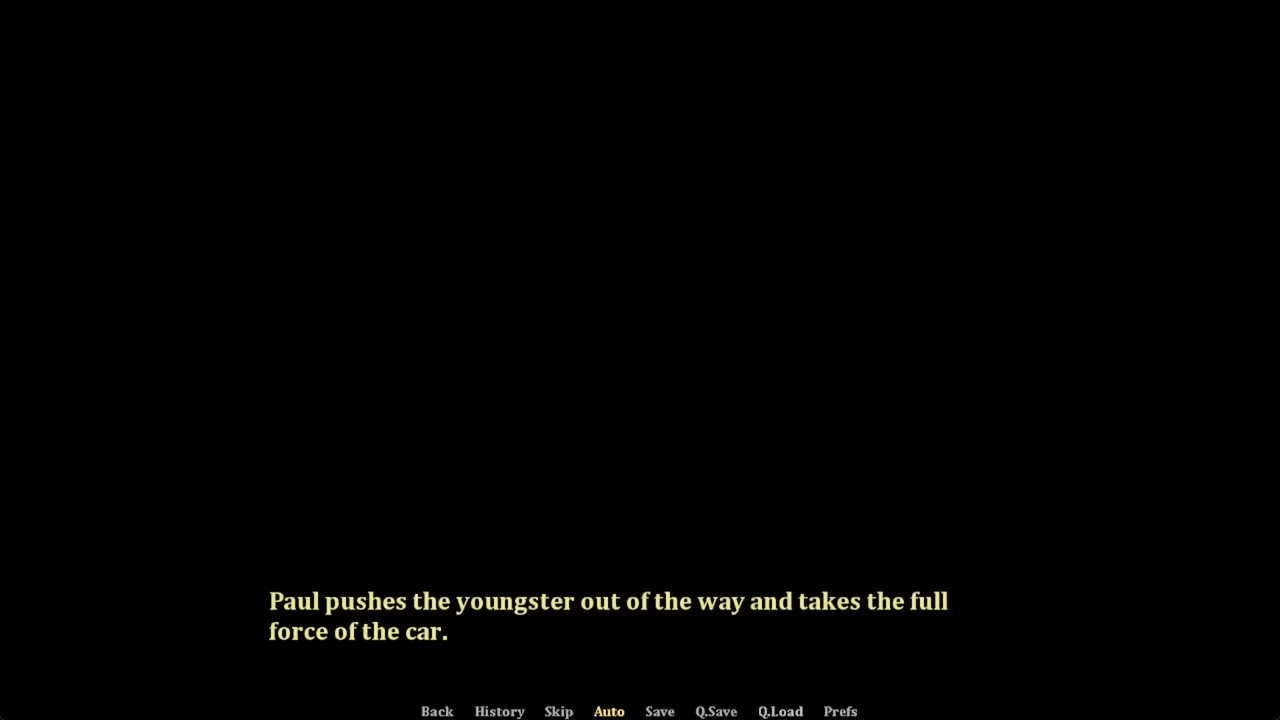 Paul pushes the youngster out of the way and takes the full
force of the car.
Back History Skip Auto Save Q.Save Q.Load Prefs